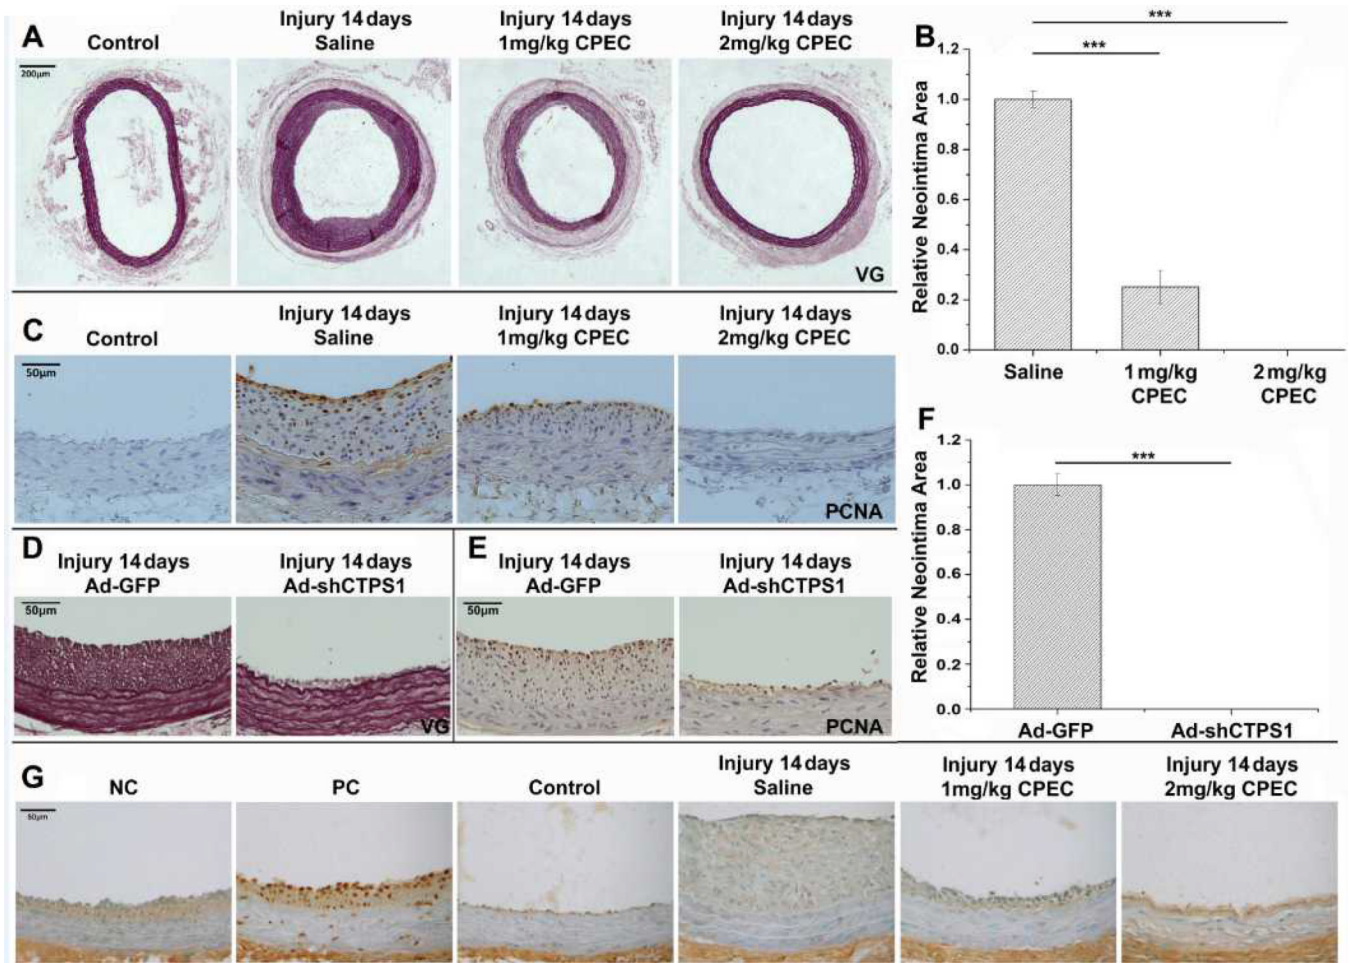 A
Control
Injury 14 days
Saline
Injury 14 days
1mg/kg CPEC
Injury 14 days
2mg/kg CPEC
200μm
VG
B
***
***
Relative Neointima Area
1.2
1.0
0.8
0.6
0.4
0.2
0.0
Saline
1mg/kg
CPEC
2mg/kg
CPEC
C
Control
Injury 14 days
Saline
Injury 14 days
1mg/kg CPEC
Injury 14 days
2mg/kg CPEC
50μm
PCNA
D
Injury 14 days
Ad-GFP
Injury 14 days
Ad-shCTPS1
50μm
VG
E
Injury 14 days
Ad-GFP
Injury 14 days
Ad-shCTPS1
50μm
PCNA
F
***
Relative Neointima Area
1.2
1.0
0.8
0.6
0.4
0.2
0.0
Ad-GFP
Ad-shCTPS1
G
NC
PC
Control
Injury 14 days
Saline
Injury 14 days
1mg/kg CPEC
Injury 14 days
2mg/kg CPEC
50μm